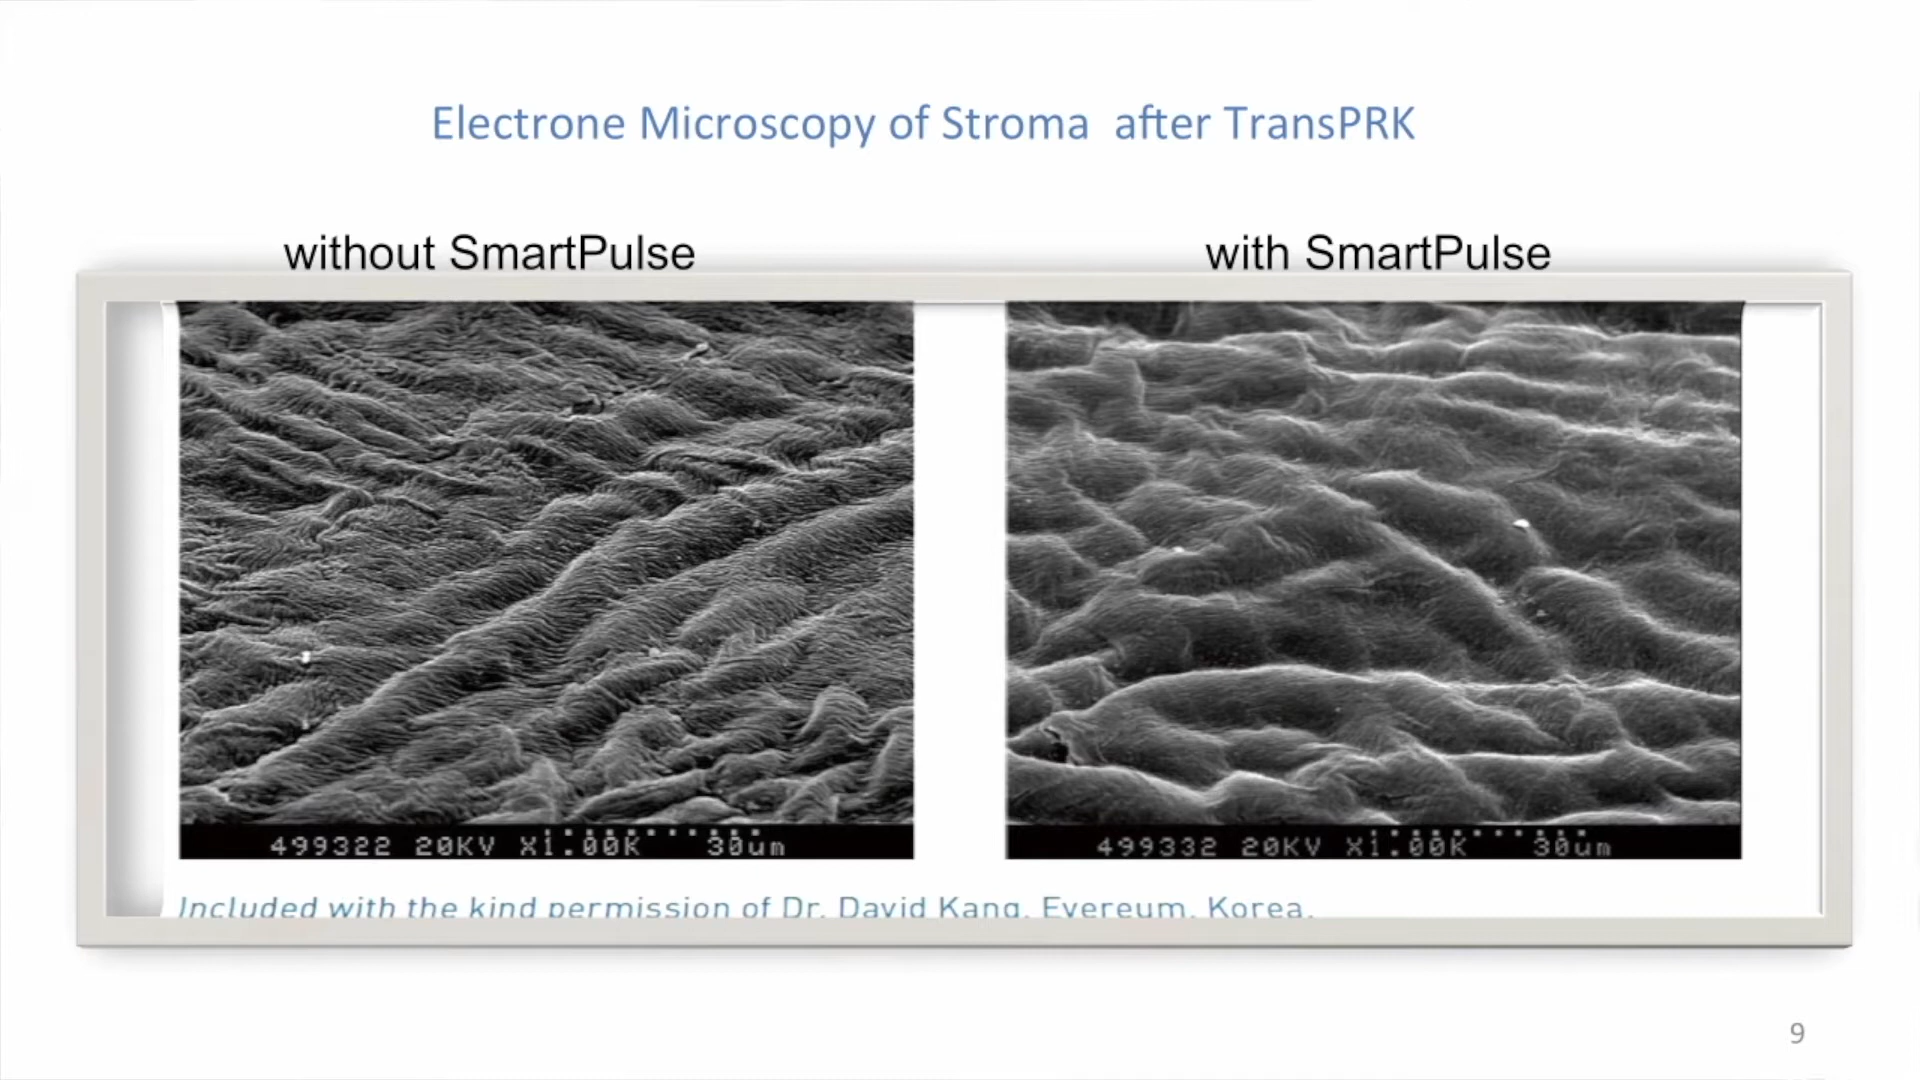 Electrone Microscopy of Stroma after TransPRK
without SmartPulse
with SmartPulse
499322 20KV X1.00K 30um
499332 20KV X1.00K 30um
Included with the kind permission of Dr. David Kang, Evereum, Korea.
9